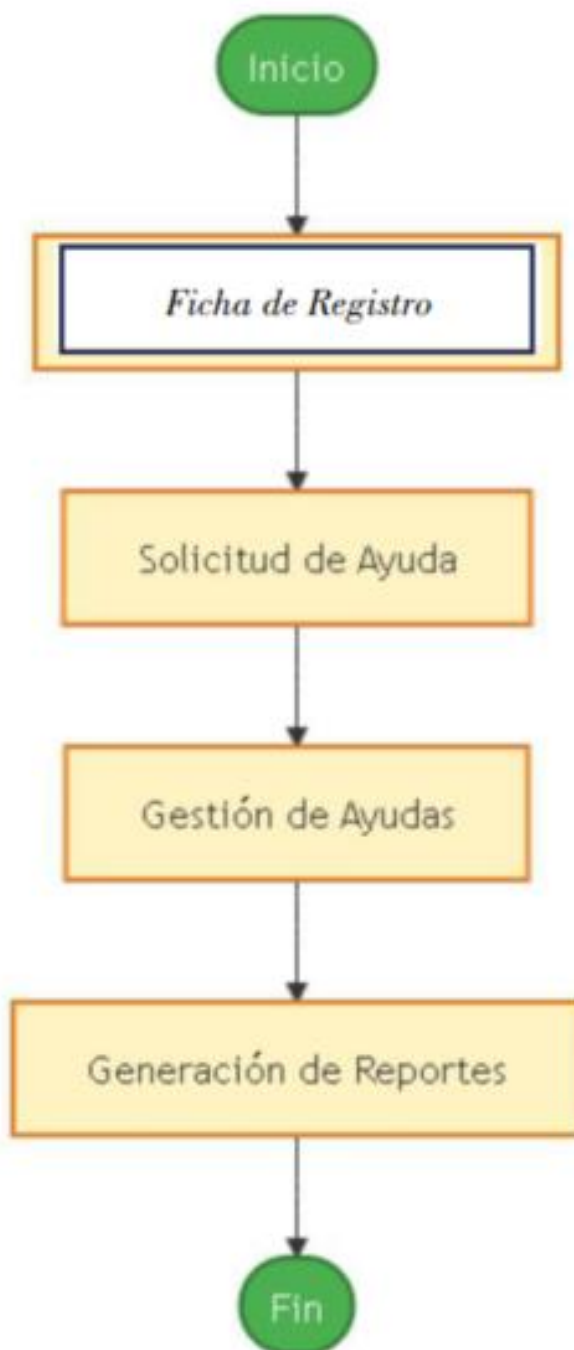 Inicio
Ficha de Registro
Solicitud de Ayuda
Gestión de Ayudas
Generación de Reportes
Fin